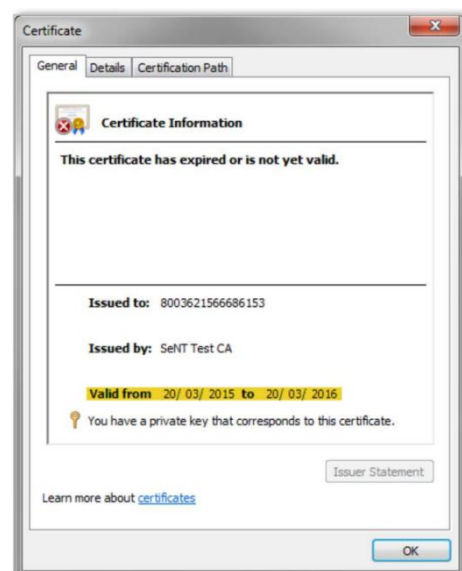 Certificate
General Details Certification Path
Certificate Information
This certificate has expired or is not yet valid.
Issued to: 8003621566686153
Issued by: SeNT Test CA
Valid from 20/ 03/ 2015 to 20/ 03/ 2016
You have a private key that corresponds to this certificate.
Issuer Statement
Learn more about certificates
OK